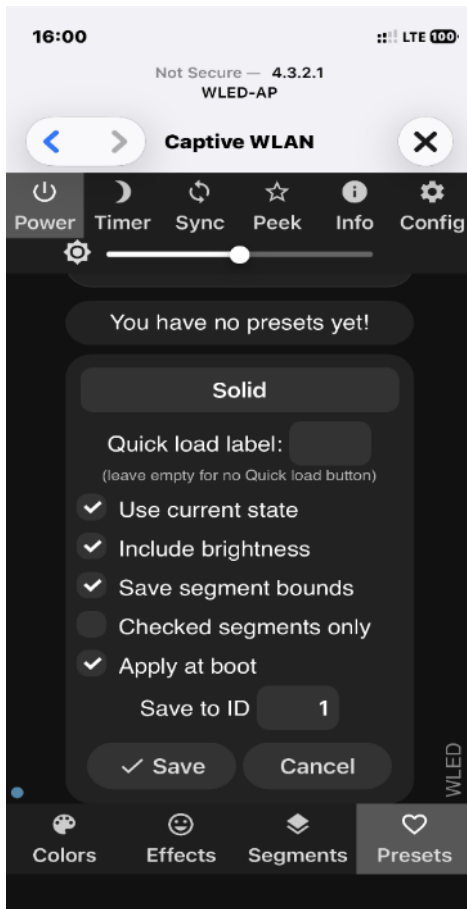 16:00
LTE 100
Not Secure — 4.3.2.1
WLED-AP
Captive WLAN
Power Timer Sync Peek Info Config
You have no presets yet!
Solid
Quick load label:
(leave empty for no Quick load button)
Use current state
Include brightness
Save segment bounds
Checked segments only
Apply at boot
Save to ID 1
Save Cancel
WLED
Colors Effects Segments Presets